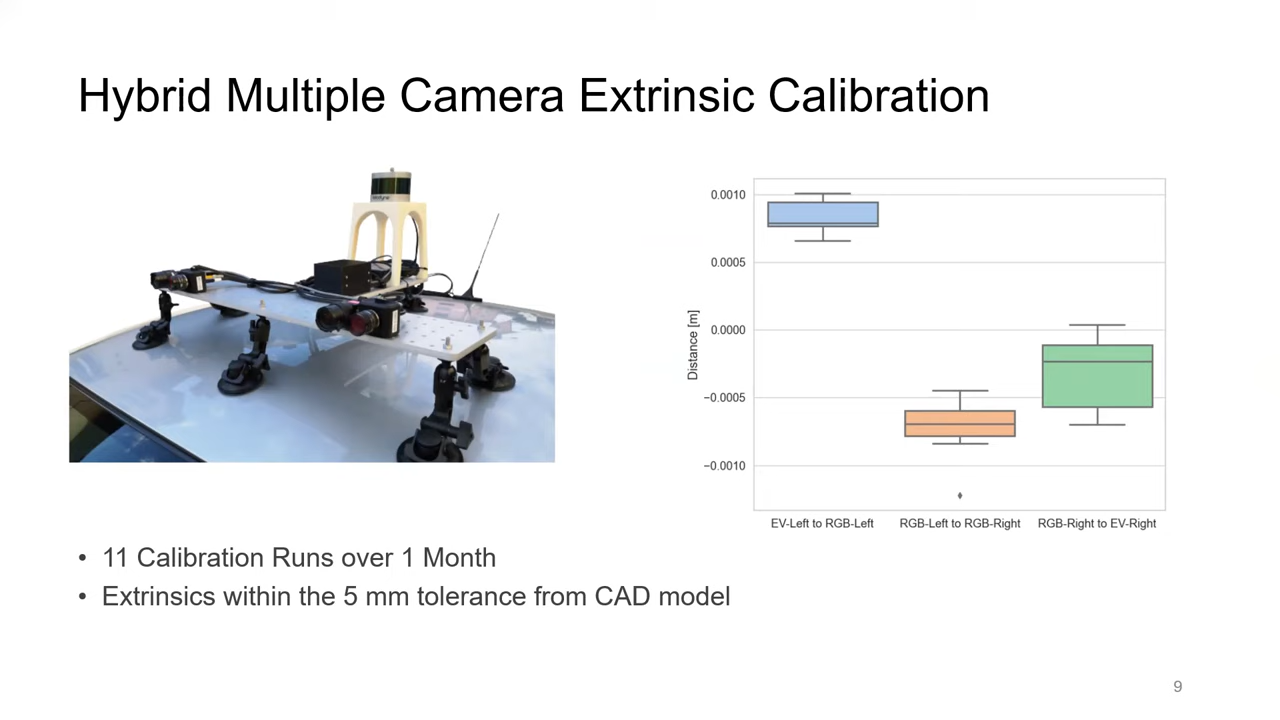 Hybrid Multiple Camera Extrinsic Calibration
0.0010
0.0005
0.0000
−0.0005
−0.0010
Distance [m]
EV-Left to RGB-Left
RGB-Left to RGB-Right
RGB-Right to EV-Right
• 11 Calibration Runs over 1 Month
• Extrinsics within the 5 mm tolerance from CAD model
9